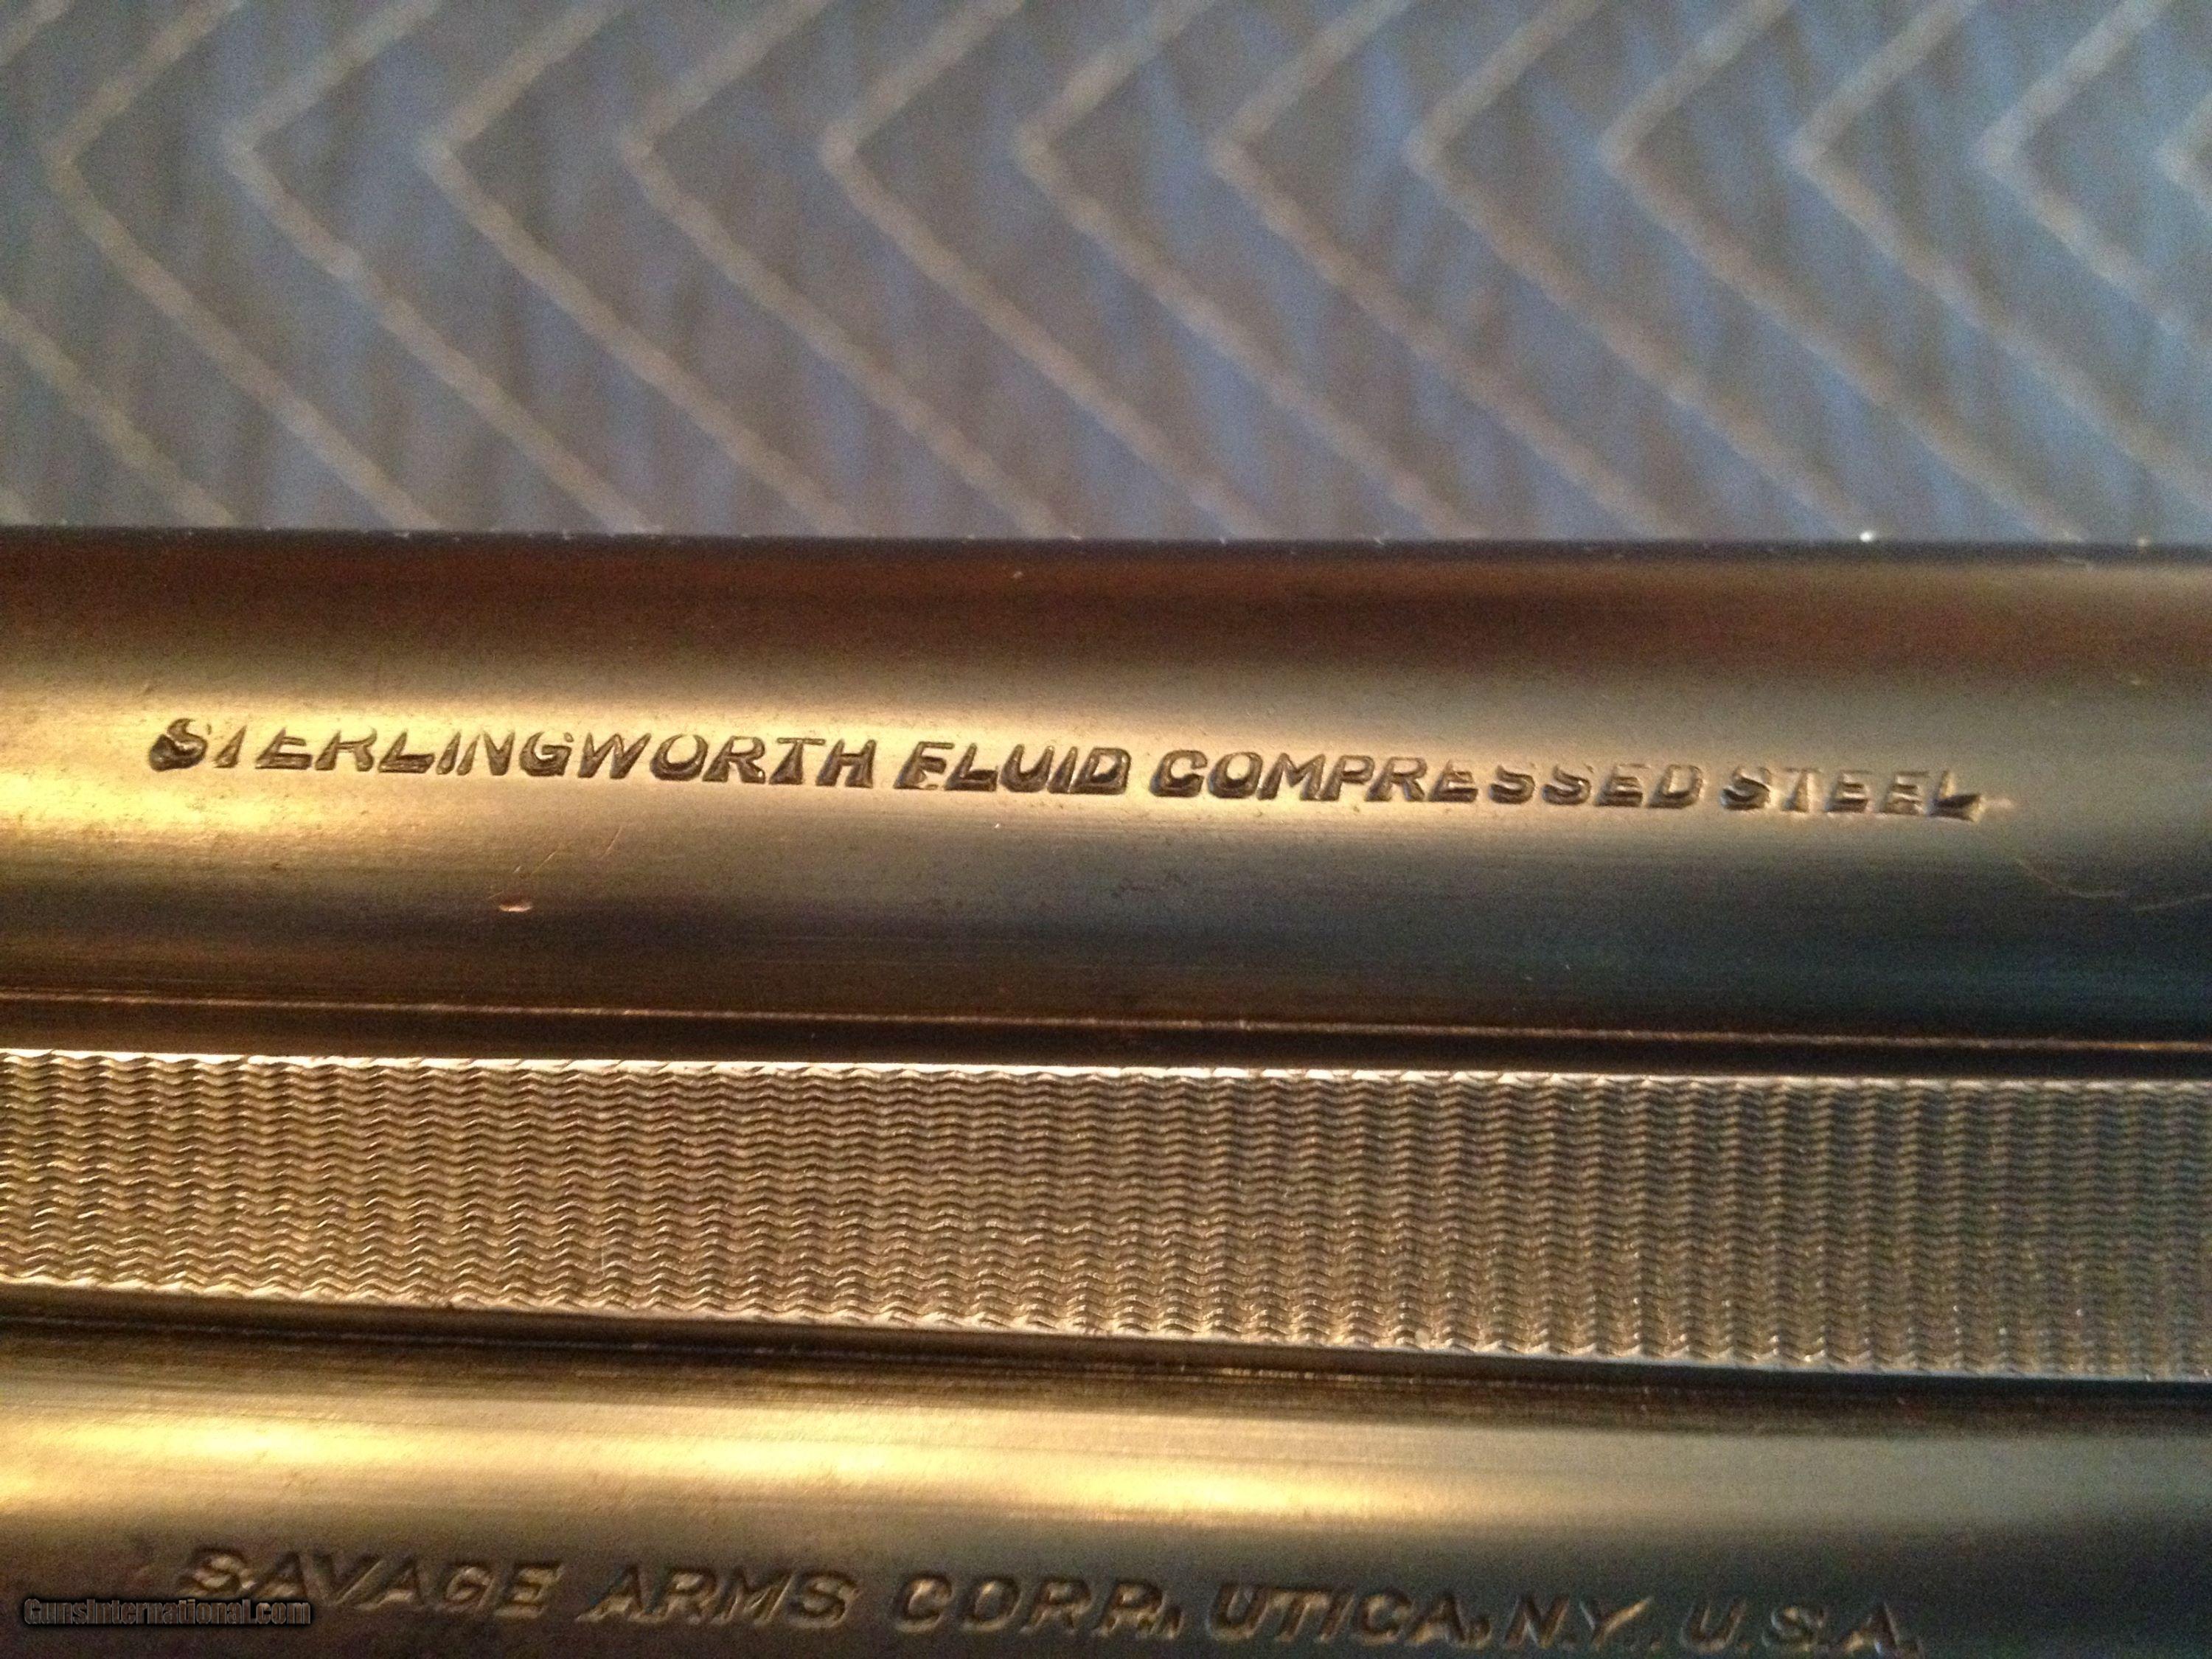 STERLINGWORTH FLUID COMPRESSED STEEL
SAVAGE ARMS CORP. UTICA, N.Y. U.S.A.
GunsInternational.com